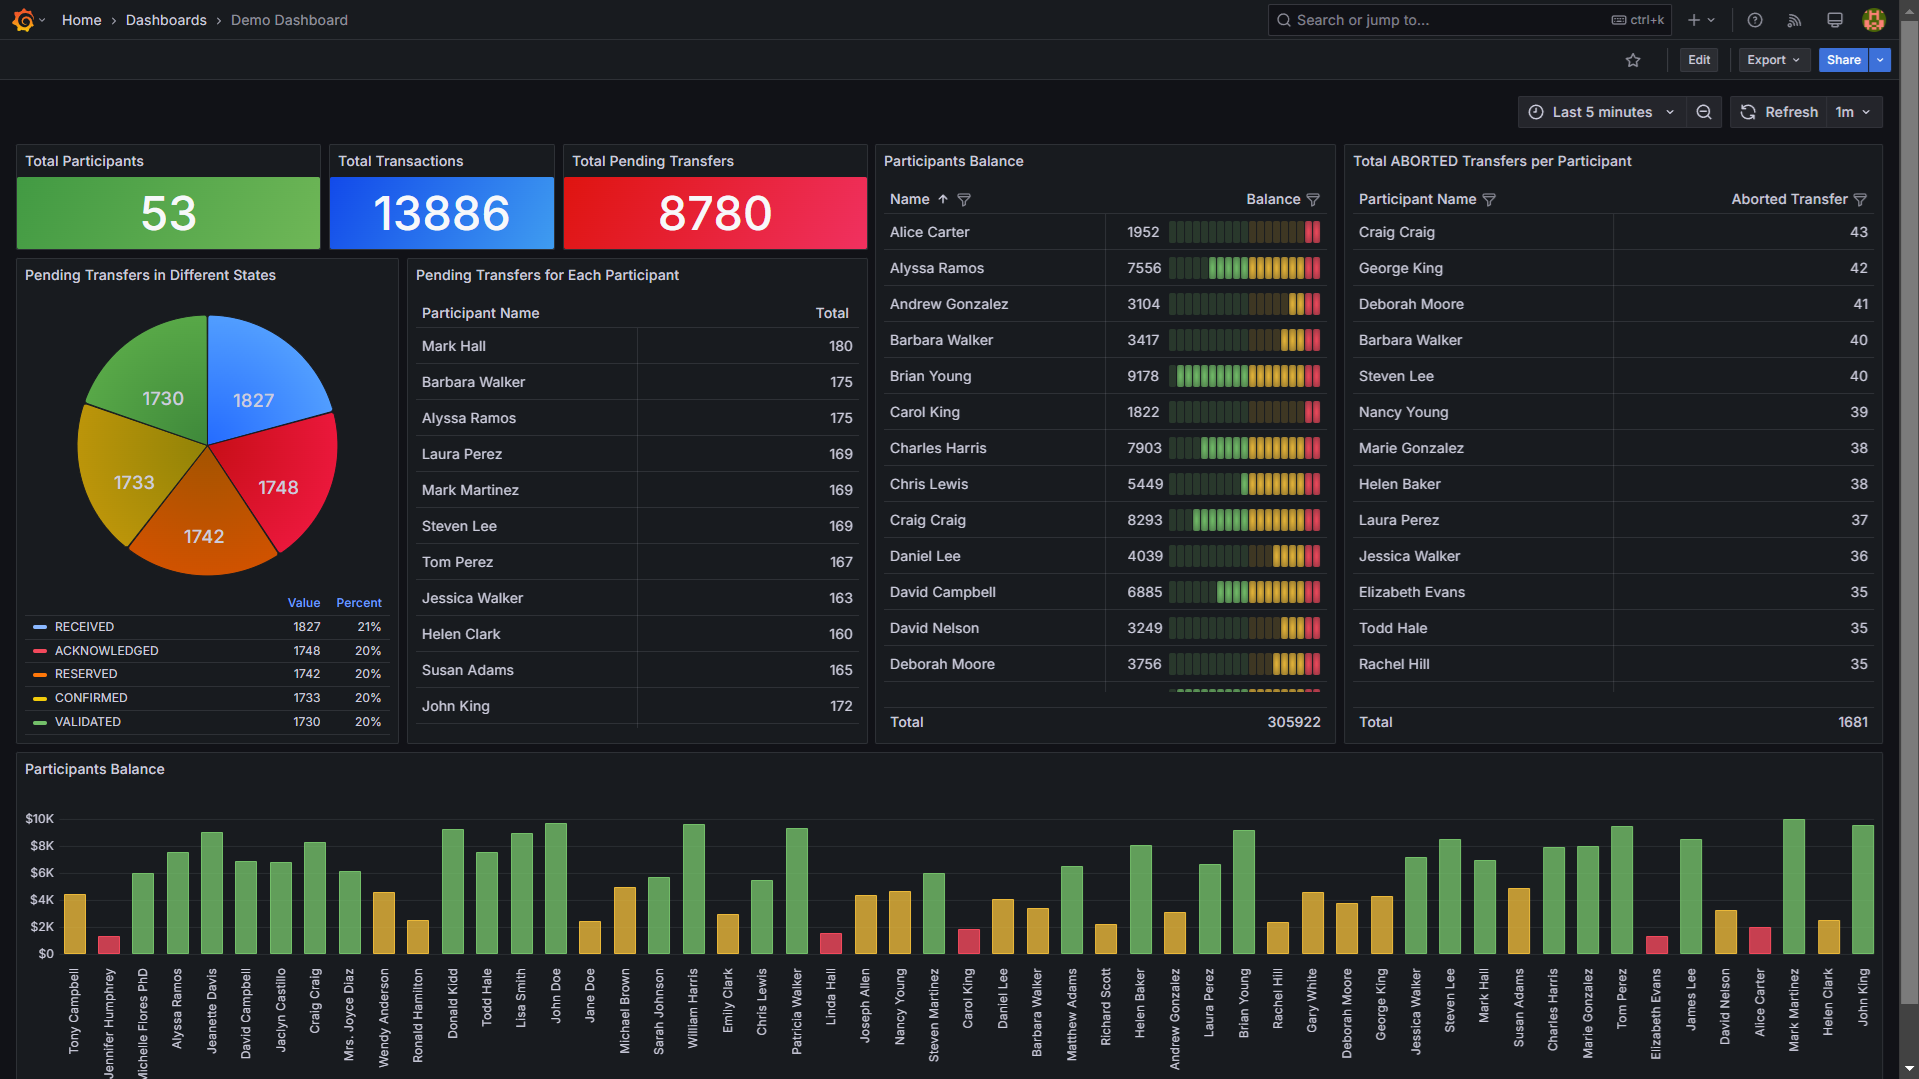 Home › Dashboards › Demo Dashboard
Search or jump to... ctrl+k
Edit Export Share
Last 5 minutes Refresh 1m
Total Participants
53
Total Transactions
13886
Total Pending Transfers
8780
Pending Transfers in Different States
1730 1827
1733 1748
1742
Value Percent
RECEIVED 1827 21%
ACKNOWLEDGED 1748 20%
RESERVED 1742 20%
CONFIRMED 1733 20%
VALIDATED 1730 20%
Pending Transfers for Each Participant
Participant Name Total
Mark Hall 180
Barbara Walker 175
Alyssa Ramos 175
Laura Perez 169
Mark Martinez 169
Steven Lee 169
Tom Perez 167
Jessica Walker 163
Helen Clark 160
Susan Adams 165
John King 172
Participants Balance
Name Balance
Alice Carter 1952
Alyssa Ramos 7556
Andrew Gonzalez 3104
Barbara Walker 3417
Brian Young 9178
Carol King 1822
Charles Harris 7903
Chris Lewis 5449
Craig Craig 8293
Daniel Lee 4039
David Campbell 6885
David Nelson 3249
Deborah Moore 3756
Total 305922
Total ABORTED Transfers per Participant
Participant Name Aborted Transfer
Craig Craig 43
George King 42
Deborah Moore 41
Barbara Walker 40
Steven Lee 40
Nancy Young 39
Marie Gonzalez 38
Helen Baker 38
Laura Perez 37
Jessica Walker 36
Elizabeth Evans 35
Todd Hale 35
Rachel Hill 35
Total 1681
Participants Balance
$10K
$8K
$6K
$4K
$2K
$0
Tony Campbell
Jennifer Humphrey
Michelle Flores PhD
Alyssa Ramos
Jeanette Davis
David Campbell
Jaclyn Castillo
Craig Craig
Mrs. Joyce Diaz
Wendy Anderson
Ronald Hamilton
Donald Kidd
Todd Hale
Lisa Smith
John Doe
Jane Doe
Michael Brown
Sarah Johnson
William Harris
Emily Clark
Chris Lewis
Patricia Walker
Linda Hall
Joseph Allen
Nancy Young
Steven Martinez
Carol King
Daniel Lee
Barbara Walker
Matthew Adams
Richard Scott
Helen Baker
Andrew Gonzalez
Laura Perez
Brian Young
Rachel Hill
Gary White
Deborah Moore
George King
Jessica Walker
Steven Lee
Mark Hall
Susan Adams
Charles Harris
Marie Gonzalez
Tom Perez
Elizabeth Evans
James Lee
David Nelson
Alice Carter
Mark Martinez
Helen Clark
John King